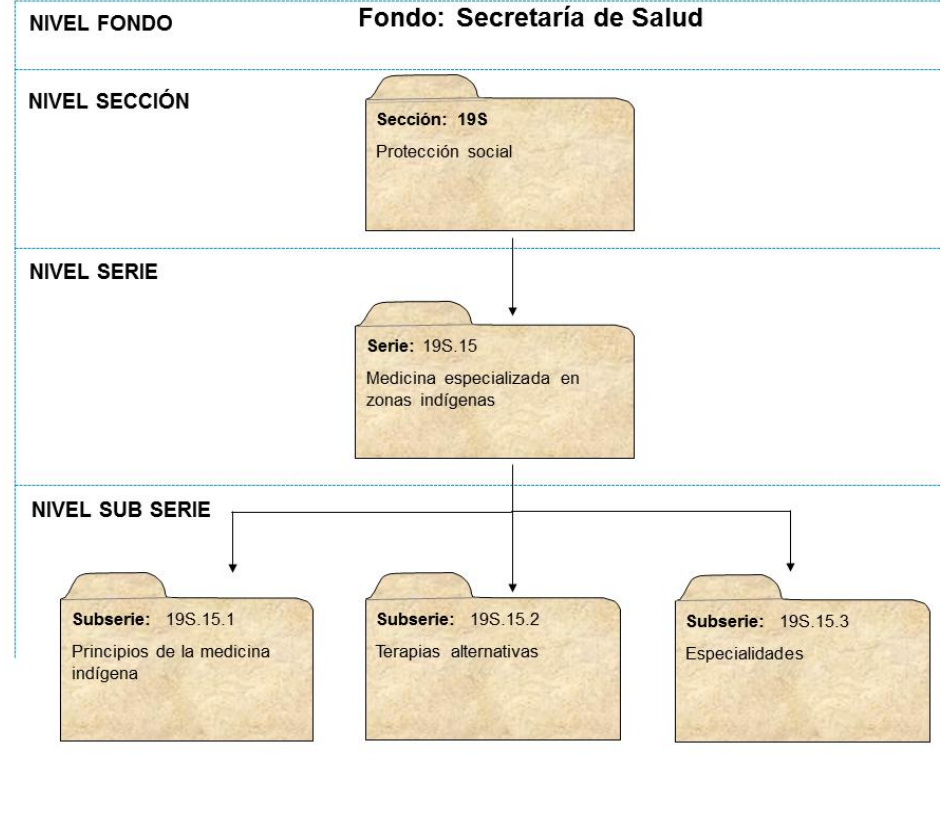 NIVEL FONDO
Fondo: Secretaría de Salud
NIVEL SECCIÓN
Sección: 19S
Protección social
NIVEL SERIE
Serie: 19S.15
Medicina especializada en
zonas indígenas
NIVEL SUB SERIE
Subserie: 19S.15.1
Principios de la medicina
indígena
Subserie: 19S.15.2
Terapias alternativas
Subserie: 19S.15.3
Especialidades